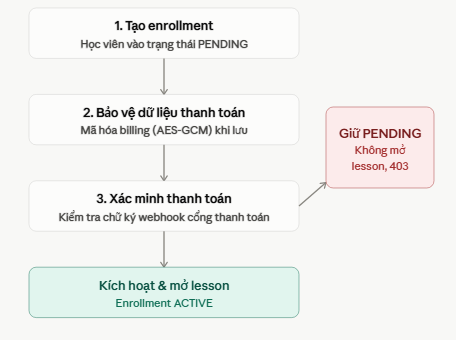 1. Tạo enrollment
Học viên vào trạng thái PENDING
2. Bảo vệ dữ liệu thanh toán
Mã hóa billing (AES-GCM) khi lưu
3. Xác minh thanh toán
Kiểm tra chữ ký webhook cổng thanh toán
Giữ PENDING
Không mở
lesson, 403
Kích hoạt & mở lesson
Enrollment ACTIVE